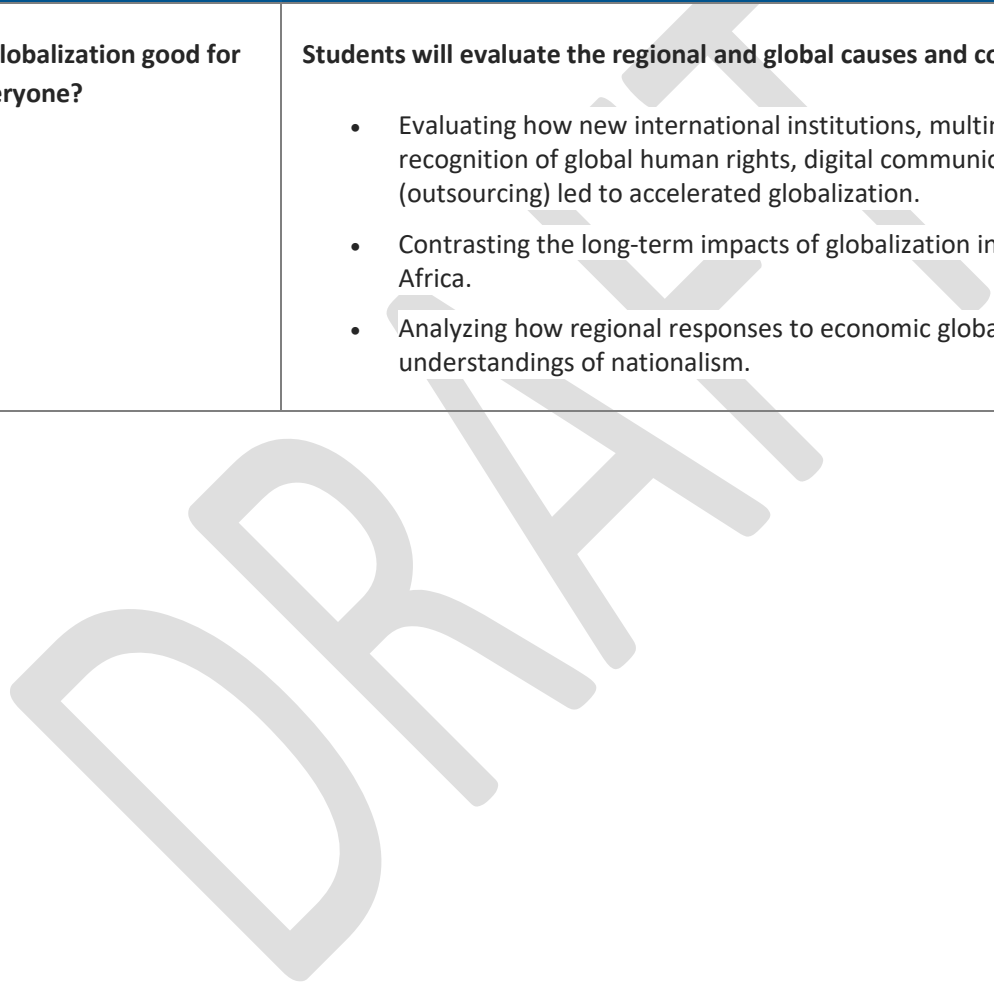 lobalization good for
eryone?
Students will evaluate the regional and global causes and co
• Evaluating how new international institutions, multin
recognition of global human rights, digital communic
(outsourcing) led to accelerated globalization.
• Contrasting the long-term impacts of globalization in
Africa.
• Analyzing how regional responses to economic globa
understandings of nationalism.
DRAFT